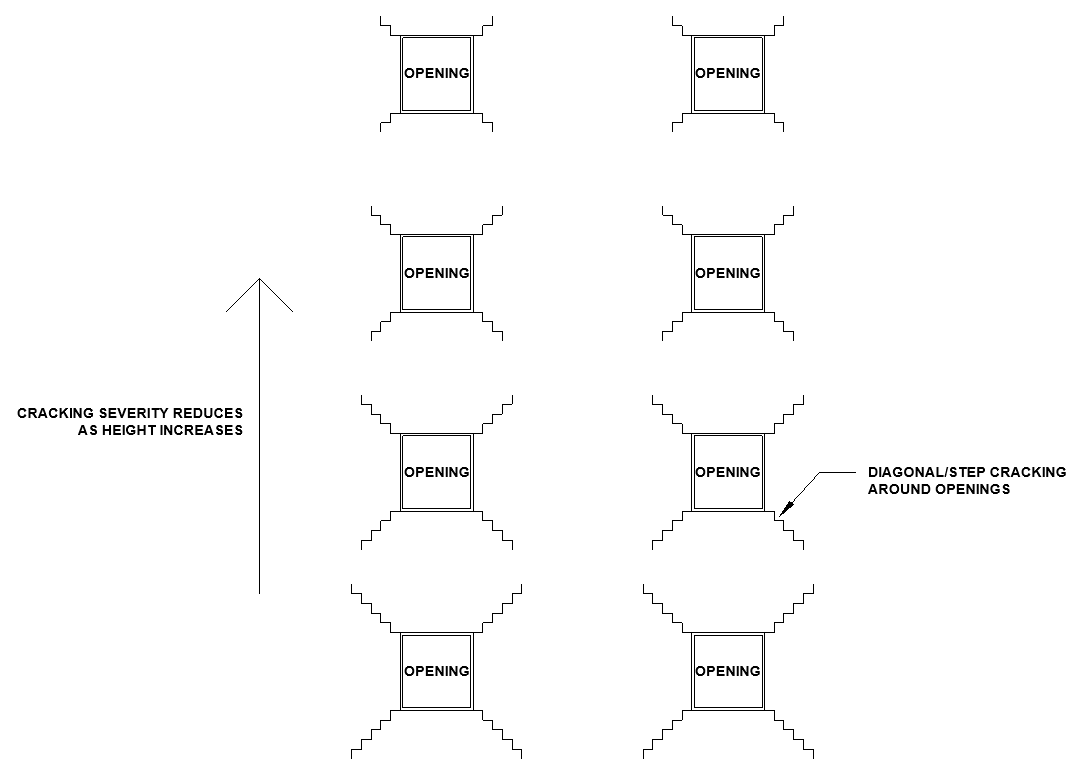 OPENING
OPENING
OPENING
OPENING
CRACKING SEVERITY REDUCES
AS HEIGHT INCREASES
OPENING
OPENING
DIAGONAL/STEP CRACKING
AROUND OPENINGS
OPENING
OPENING